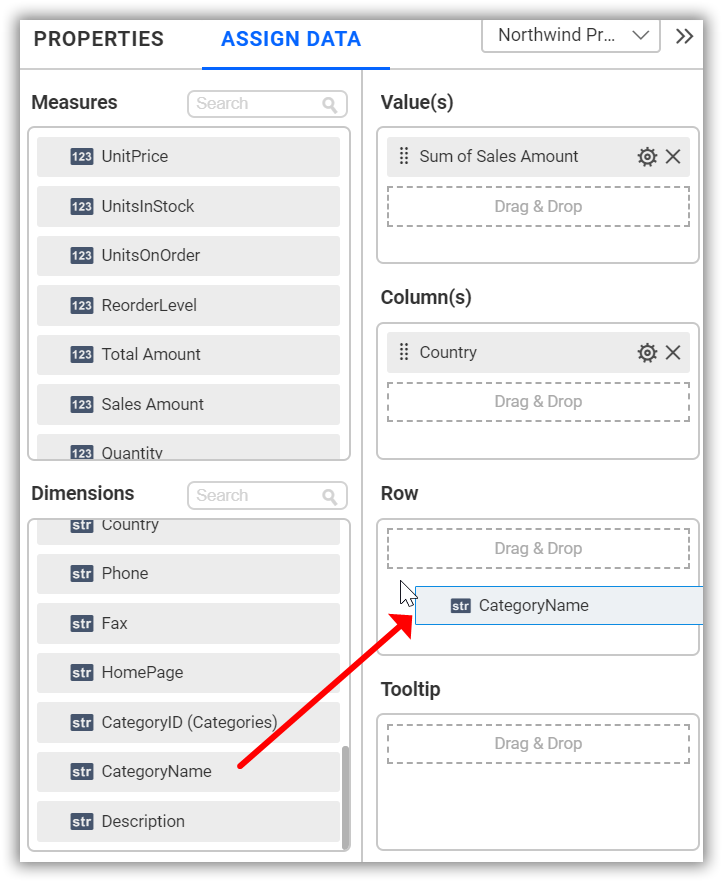 PROPERTIES
ASSIGN DATA
Northwind Pr...
Measures
Search
123 UnitPrice
123 UnitsInStock
123 UnitsOnOrder
123 ReorderLevel
123 Total Amount
123 Sales Amount
123 Quantity
Dimensions
Search
str Country
str Phone
str Fax
str HomePage
str CategoryID (Categories)
str CategoryName
str Description
Value(s)
Sum of Sales Amount
Drag & Drop
Column(s)
Country
Drag & Drop
Row
Drag & Drop
str CategoryName
Tooltip
Drag & Drop